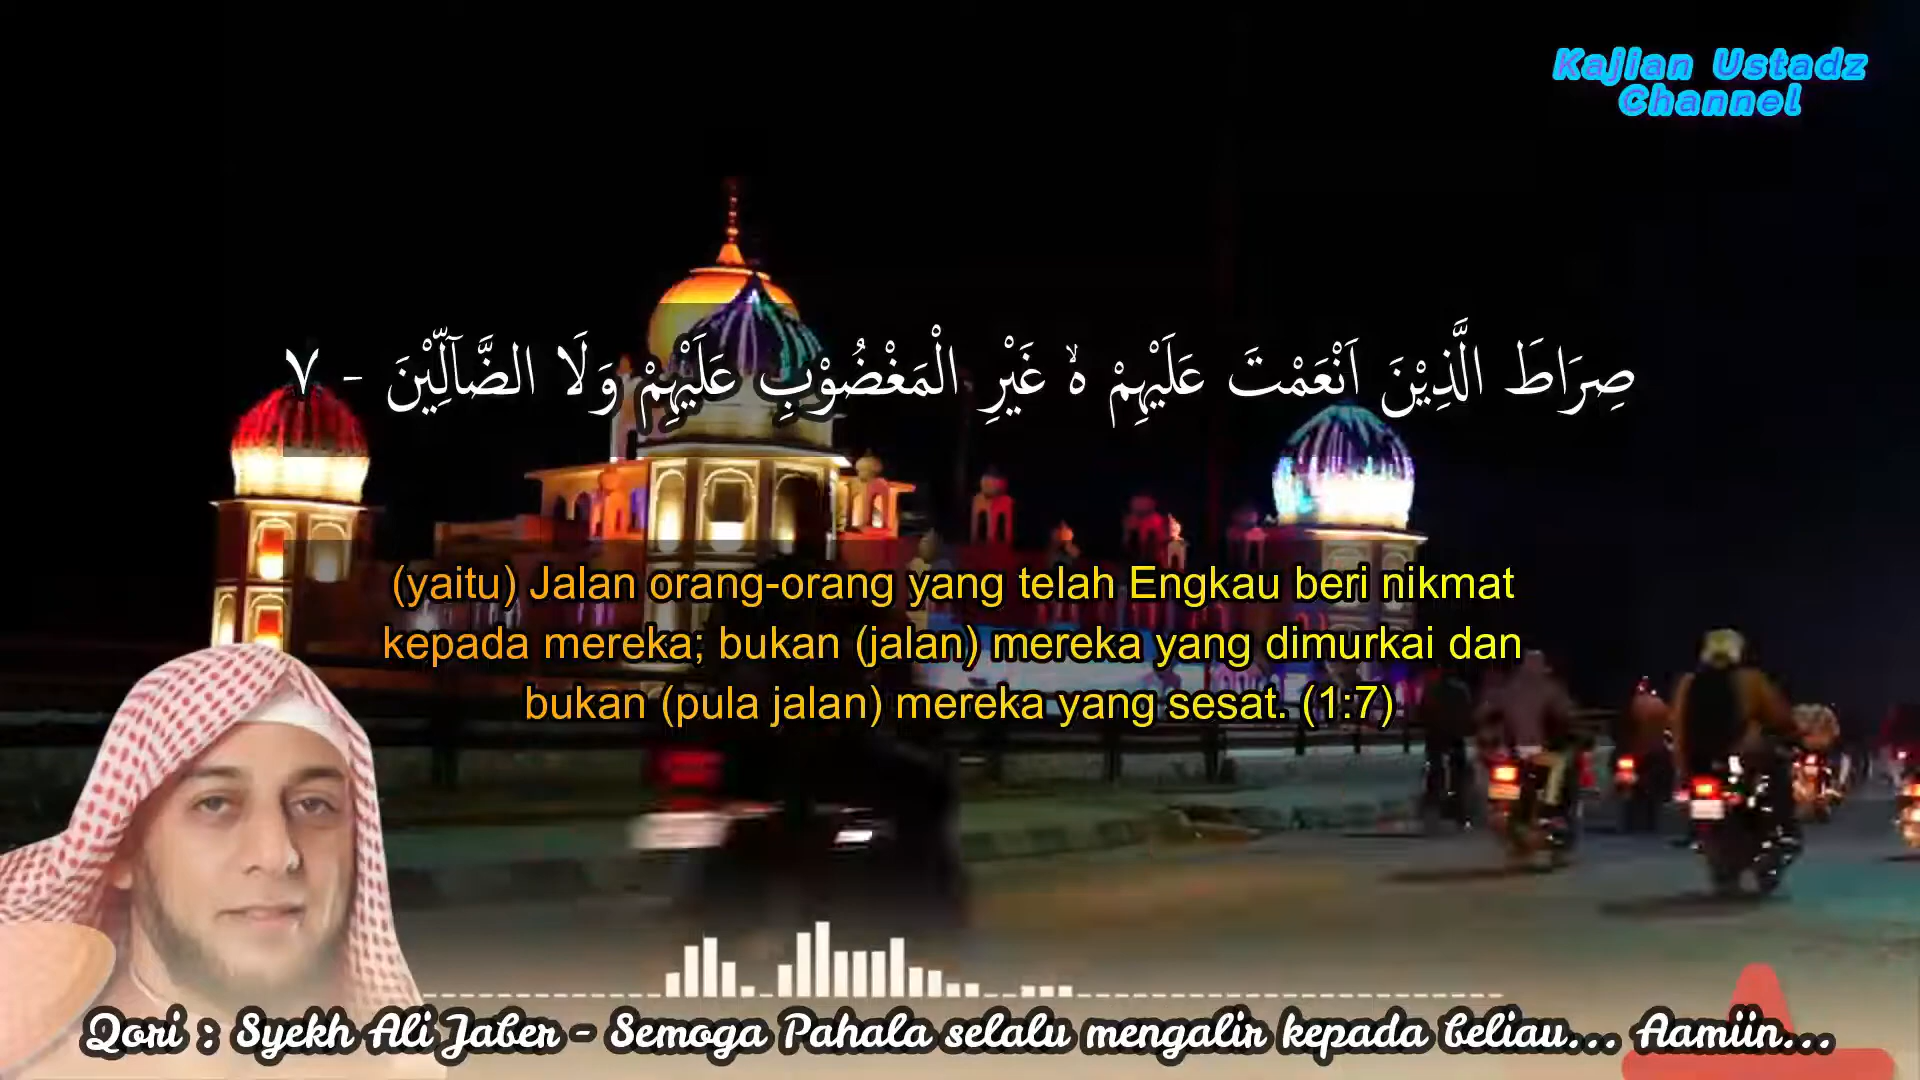 Kajian Ustadz
Channel
صِرَاطَ الَّذِيْنَ اَنْعَمْتَ عَلَيْهِمْ ەۙ غَيْرِ الْمَغْضُوْبِ عَلَيْهِمْ وَلَا الضَّاۤلِّيْنَ - ٧
(yaitu) Jalan orang-orang yang telah Engkau beri nikmat
kepada mereka; bukan (jalan) mereka yang dimurkai dan
bukan (pula jalan) mereka yang sesat. (1:7)
Qori : Syekh Ali Jaber - Semoga Pahala selalu mengalir kepada beliau... Aamiin...